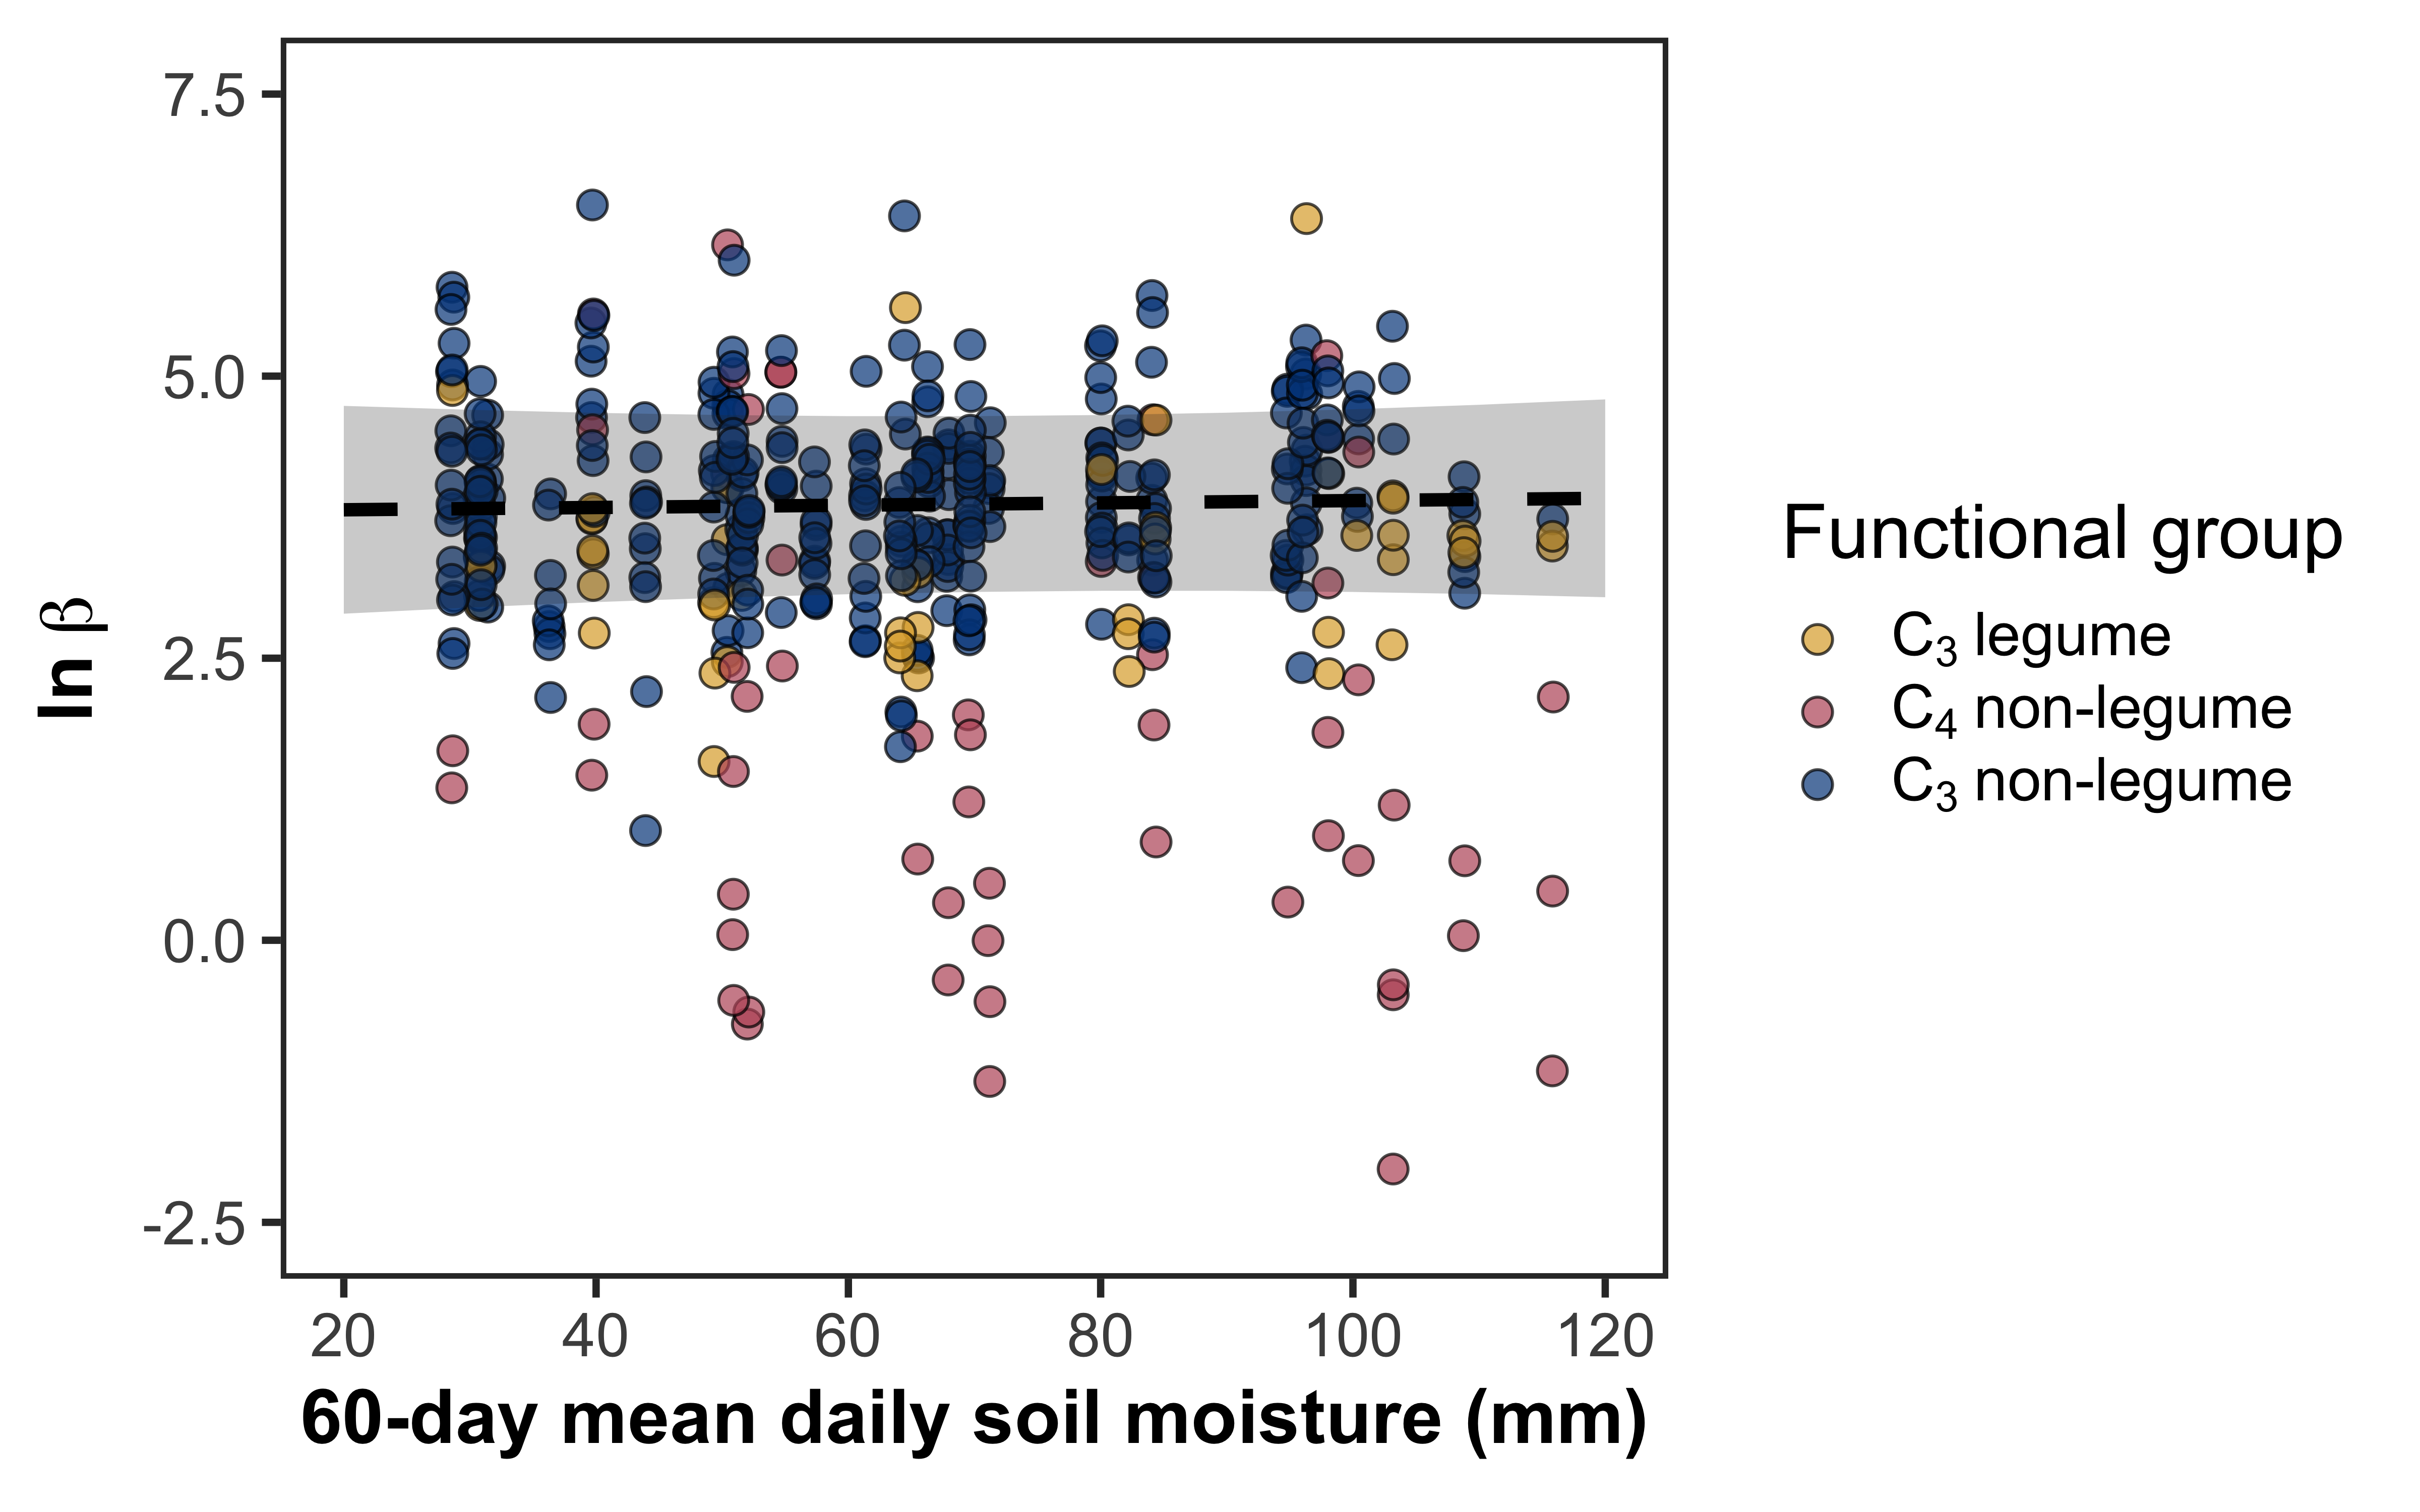 7.5
5.0
2.5
0.0
-2.5
ln β
20 40 60 80 100 120
60-day mean daily soil moisture (mm)
Functional group
C₃ legume
C₄ non-legume
C₃ non-legume